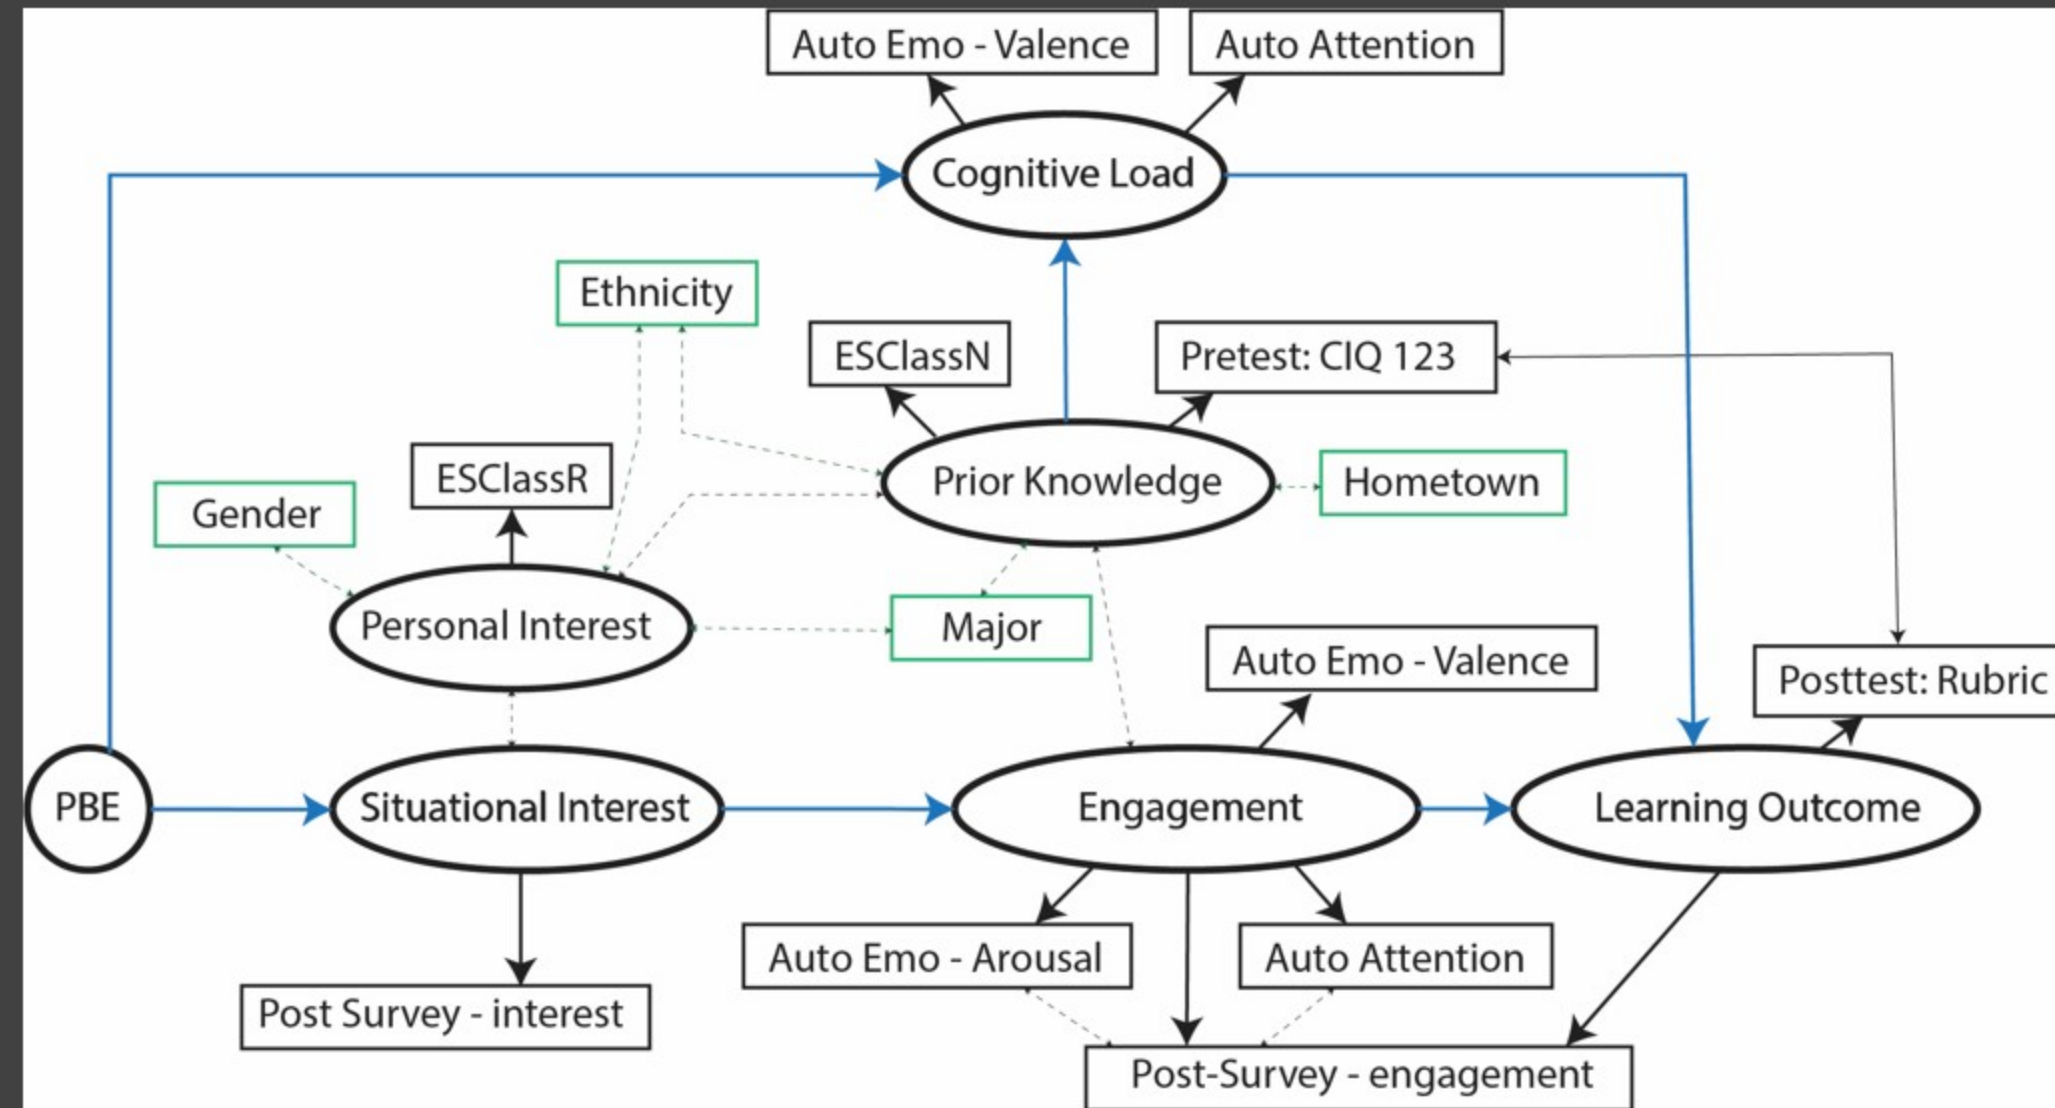 Auto Emo - Valence
Auto Attention
Cognitive Load
Ethnicity
ESClassN
Pretest: CIQ 123
ESClassR
Prior Knowledge
Hometown
Gender
Personal Interest
Major
Auto Emo - Valence
Posttest: Rubric
PBE
Situational Interest
Engagement
Learning Outcome
Auto Emo - Arousal
Auto Attention
Post Survey - interest
Post-Survey - engagement